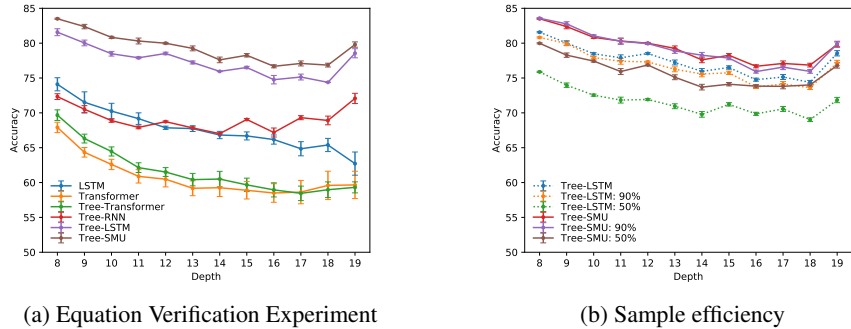 85
80
75
70
65
60
55
50
Accuracy
LSTM
Transformer
Tree-Transformer
Tree-RNN
Tree-LSTM
Tree-SMU
8 9 10 11 12 13 14 15 16 17 18 19
Depth
(a) Equation Verification Experiment
85
80
75
70
65
60
55
50
Accuracy
Tree-LSTM
Tree-LSTM: 90%
Tree-LSTM: 50%
Tree-SMU
Tree-SMU: 90%
Tree-SMU: 50%
8 9 10 11 12 13 14 15 16 17 18 19
Depth
(b) Sample efficiency